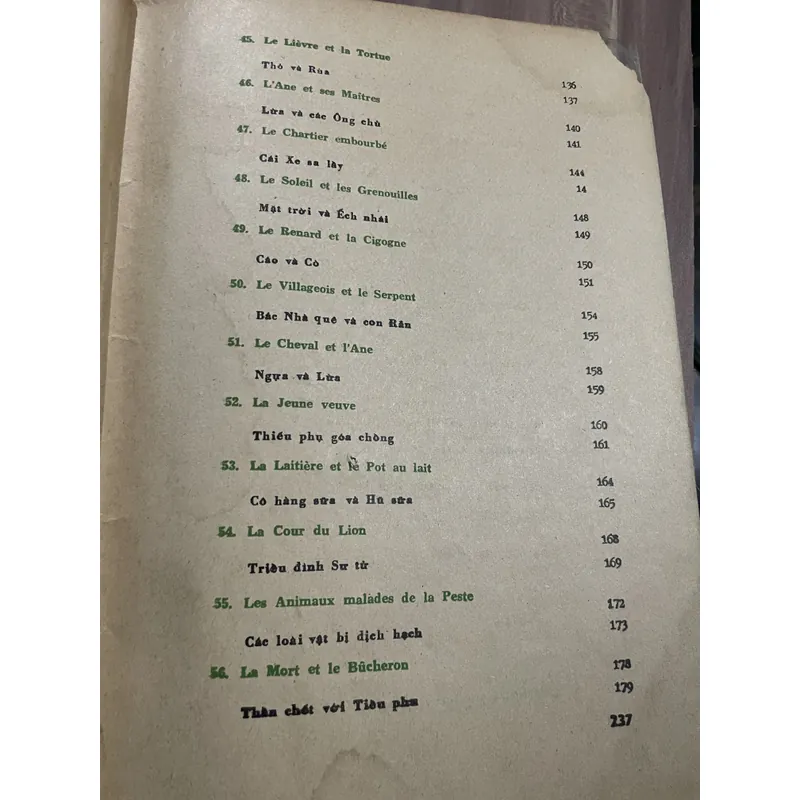 45. Le Lièvre et la Tortue 136
Thỏ và Rùa 137
46. L'Ane et ses Maîtres 140
Lừa và các Ông chủ 141
47. Le Chartier embourbé 144
Cái Xe sa lầy 14
48. Le Soleil et les Grenouilles 148
Mặt trời và Ếch nhái 149
49. Le Renard et la Cigogne 150
Cáo và Cò 151
50. Le Villageois et le Serpent 154
Bác Nhà quê và con Rắn 155
51. Le Cheval et l'Ane 158
Ngựa và Lừa 159
52. La Jeune veuve 160
Thiếu phụ góa chồng 161
53. La Laitière et le Pot au lait 164
Cô hàng sữa và Hũ sữa 165
54. La Cour du Lion 168
Triều đình Sư tử 169
55. Les Animaux malades de la Peste 172
Các loài vật bị dịch hạch 173
56. La Mort et le Bûcheron 178
Thần chết với Tiều phu 179
237